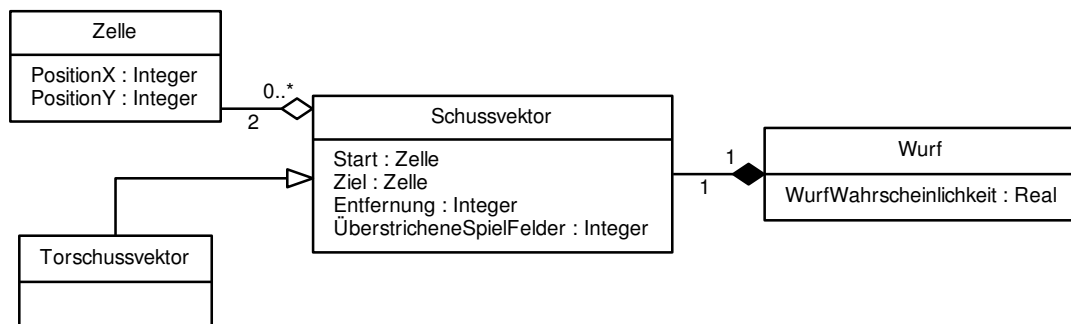 Zelle
PositionX : Integer
PositionY : Integer
0..*
2
Schussvektor
Start : Zelle
Ziel : Zelle
Entfernung : Integer
ÜberstricheneSpielFelder : Integer
1
1
Wurf
WurfWahrscheinlichkeit : Real
Torschussvektor